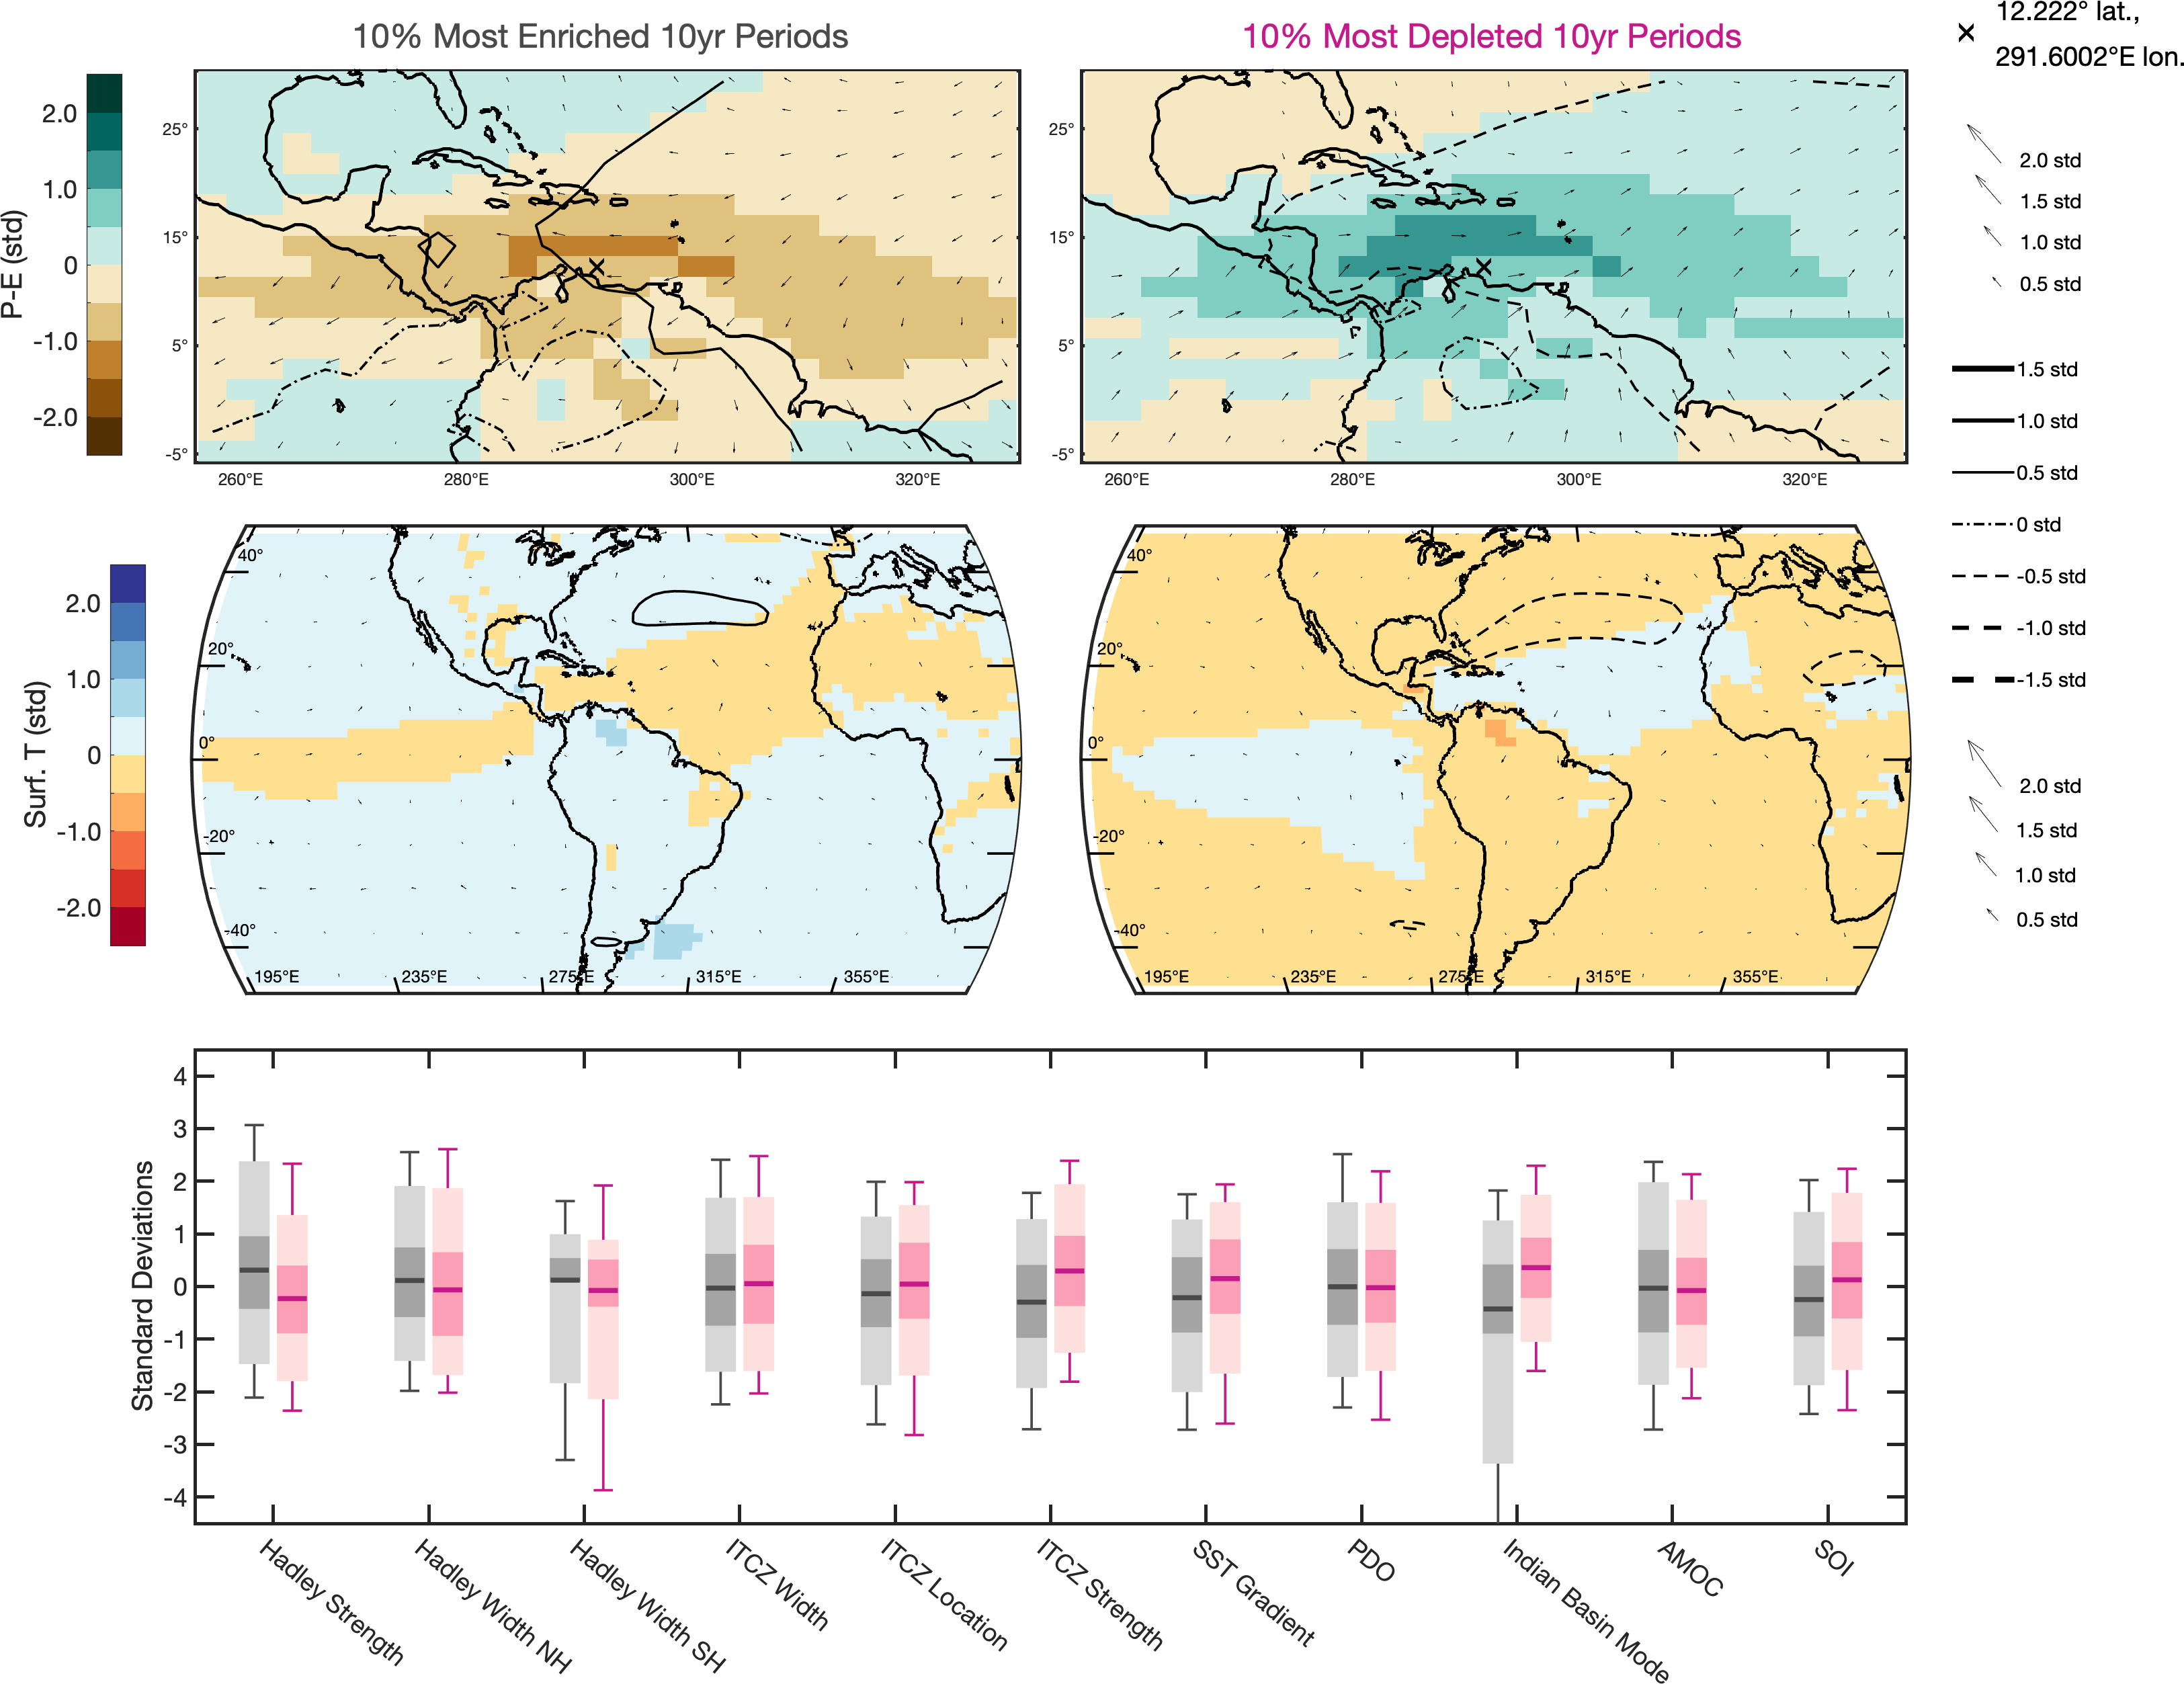 10% Most Enriched 10yr Periods
10% Most Depleted 10yr Periods
12.222° lat.,
291.6002°E lon.
P-E (std)
2.0
1.0
0
-1.0
-2.0
25°
15°
5°
-5°
260°E
280°E
300°E
320°E
25°
15°
5°
-5°
260°E
280°E
300°E
320°E
2.0 std
1.5 std
1.0 std
0.5 std
1.5 std
1.0 std
0.5 std
0 std
-0.5 std
-1.0 std
-1.5 std
Surf. T (std)
2.0
1.0
0
-1.0
-2.0
40°
20°
0°
-20°
-40°
195°E
235°E
275°E
315°E
355°E
40°
20°
0°
-20°
-40°
195°E
235°E
275°E
315°E
355°E
2.0 std
1.5 std
1.0 std
0.5 std
Standard Deviations
4
3
2
1
0
-1
-2
-3
-4
Hadley Strength
Hadley Width NH
Hadley Width SH
ITCZ Width
ITCZ Location
ITCZ Strength
SST Gradient
PDO
Indian Basin Mode
AMOC
SOI